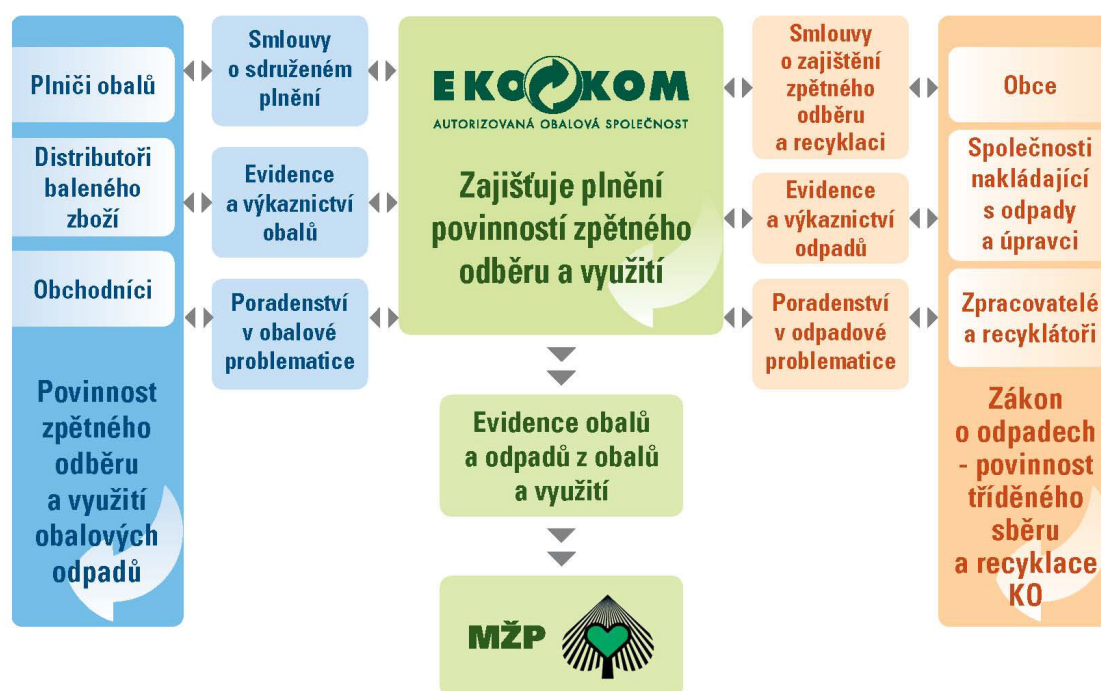 Plniči obalů
Distributoři
baleného
zboží
Obchodníci
Povinnost
zpětného
odběru
a využití
obalových
odpadů
Smlouvy
o sdruženém
plnění
Evidence
a výkaznictví
obalů
Poradenství
v obalové
problematice
EKO KOM
AUTORIZOVANÁ OBALOVÁ SPOLEČNOST
Zajišťuje plnění
povinností zpětného
odběru a využití
Evidence obalů
a odpadů z obalů
a využití
MŽP
Smlouvy
o zajištění
zpětného
odběru
a recyklaci
Evidence
a výkaznictví
odpadů
Poradenství
v odpadové
problematice
Obce
Společnosti
nakládající
s odpady
a úpravci
Zpracovatelé
a recyklátoři
Zákon
o odpadech
- povinnost
tříděného
sběru
a recyklace
KO